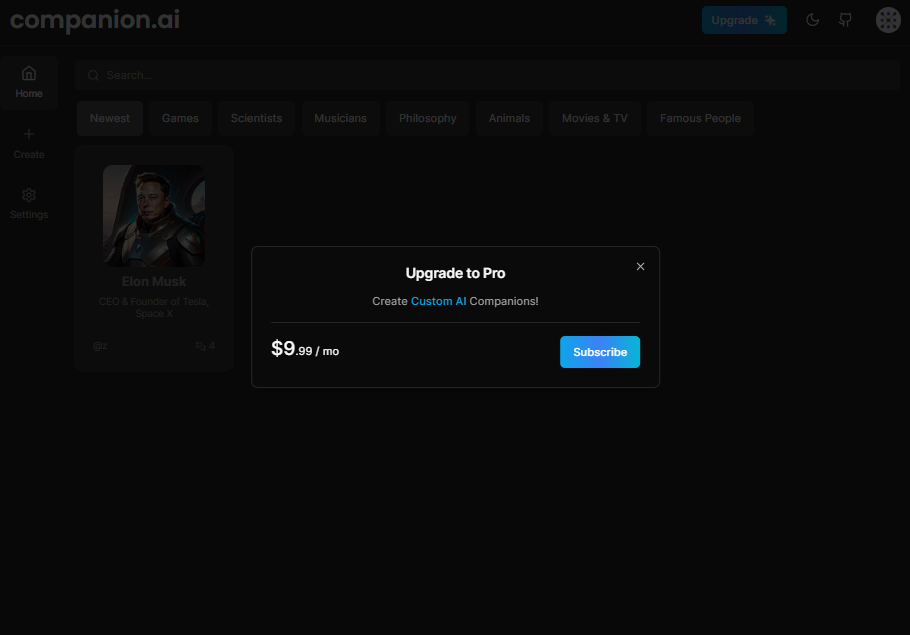 companion.ai
Upgrade
Home
Create
Settings
Search...
Newest
Games
Scientists
Musicians
Philosophy
Animals
Movies & TV
Famous People
Elon Musk
CEO & Founder of Tesla,
Space X
@z
4
Upgrade to Pro
Create Custom AI Companions!
$9.99 / mo
Subscribe